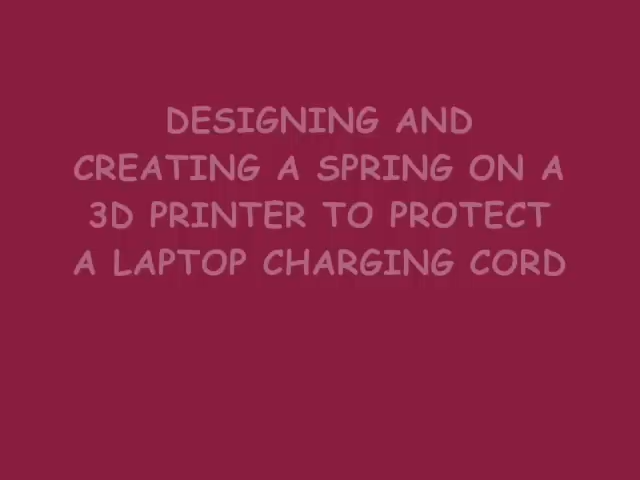 DESIGNING AND
CREATING A SPRING ON A
3D PRINTER TO PROTECT
A LAPTOP CHARGING CORD